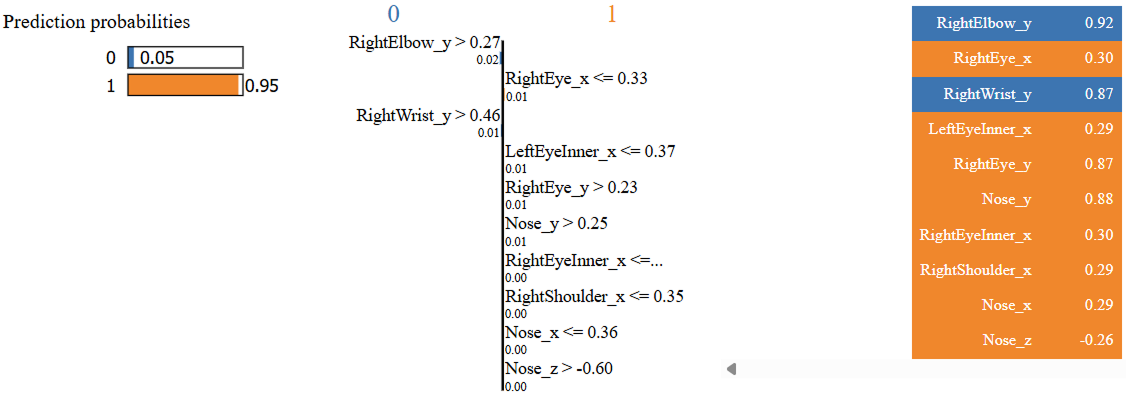 Prediction probabilities
0 0.05
1 0.95
0 1
RightElbow_y > 0.27
0.02
RightEye_x <= 0.33
0.01
RightWrist_y > 0.46
0.01
LeftEyeInner_x <= 0.37
0.01
RightEye_y > 0.23
0.01
Nose_y > 0.25
0.01
RightEyeInner_x <=...
0.00
RightShoulder_x <= 0.35
0.00
Nose_x <= 0.36
0.00
Nose_z > -0.60
0.00
RightElbow_y 0.92
RightEye_x 0.30
RightWrist_y 0.87
LeftEyeInner_x 0.29
RightEye_y 0.87
Nose_y 0.88
RightEyeInner_x 0.30
RightShoulder_x 0.29
Nose_x 0.29
Nose_z -0.26